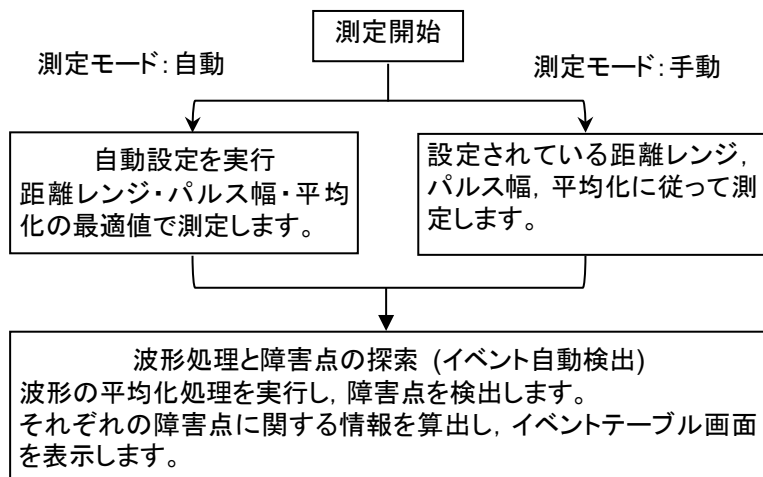 測定開始
測定モード：自動
測定モード：手動
自動設定を実行
距離レンジ・パルス幅・平均
化の最適値で測定します。
設定されている距離レンジ，
パルス幅，平均化に従って測
定します。
波形処理と障害点の探索 (イベント自動検出)
波形の平均化処理を実行し，障害点を検出します。
それぞれの障害点に関する情報を算出し，イベントテーブル画面
を表示します。